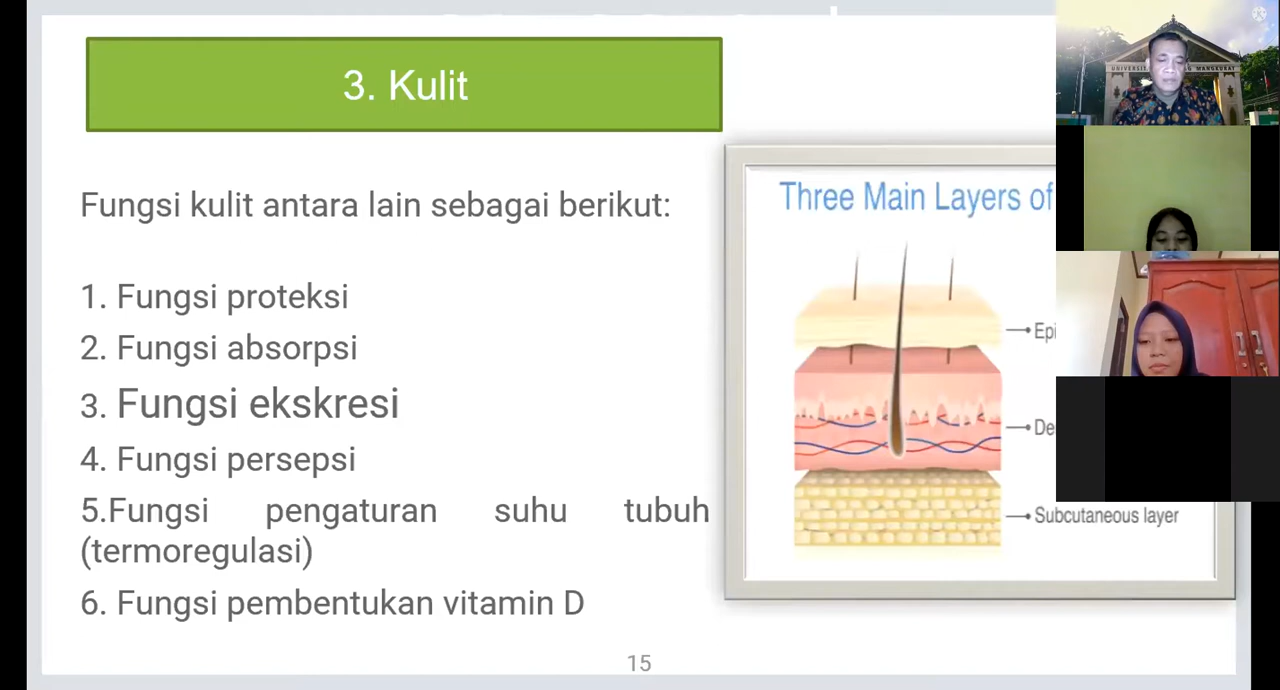 3. Kulit
Fungsi kulit antara lain sebagai berikut:
1. Fungsi proteksi
2. Fungsi absorpsi
3. Fungsi ekskresi
4. Fungsi persepsi
5.Fungsi pengaturan suhu tubuh
(termoregulasi)
6. Fungsi pembentukan vitamin D
15
Three Main Layers of
Epi
De
Subcutaneous layer